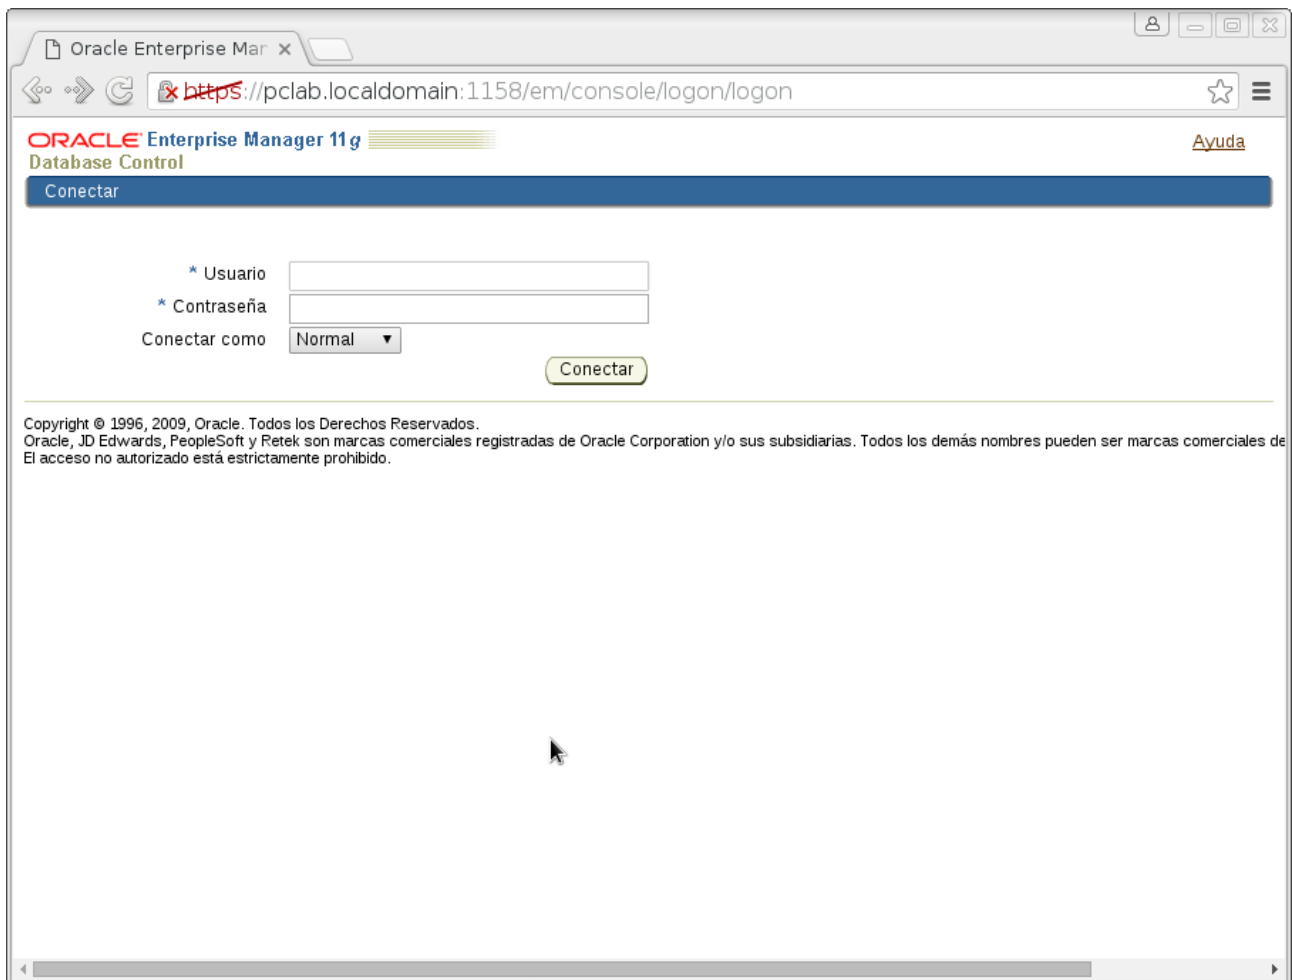 Oracle Enterprise Mar
https://pclab.localdomain:1158/em/console/logon/logon
ORACLE Enterprise Manager 11g
Database Control
Ayuda
Conectar
* Usuario
* Contraseña
Conectar como Normal
Conectar
Copyright © 1996, 2009, Oracle. Todos los Derechos Reservados.
Oracle, JD Edwards, PeopleSoft y Retek son marcas comerciales registradas de Oracle Corporation y/o sus subsidiarias. Todos los demás nombres pueden ser marcas comerciales de
El acceso no autorizado está estrictamente prohibido.